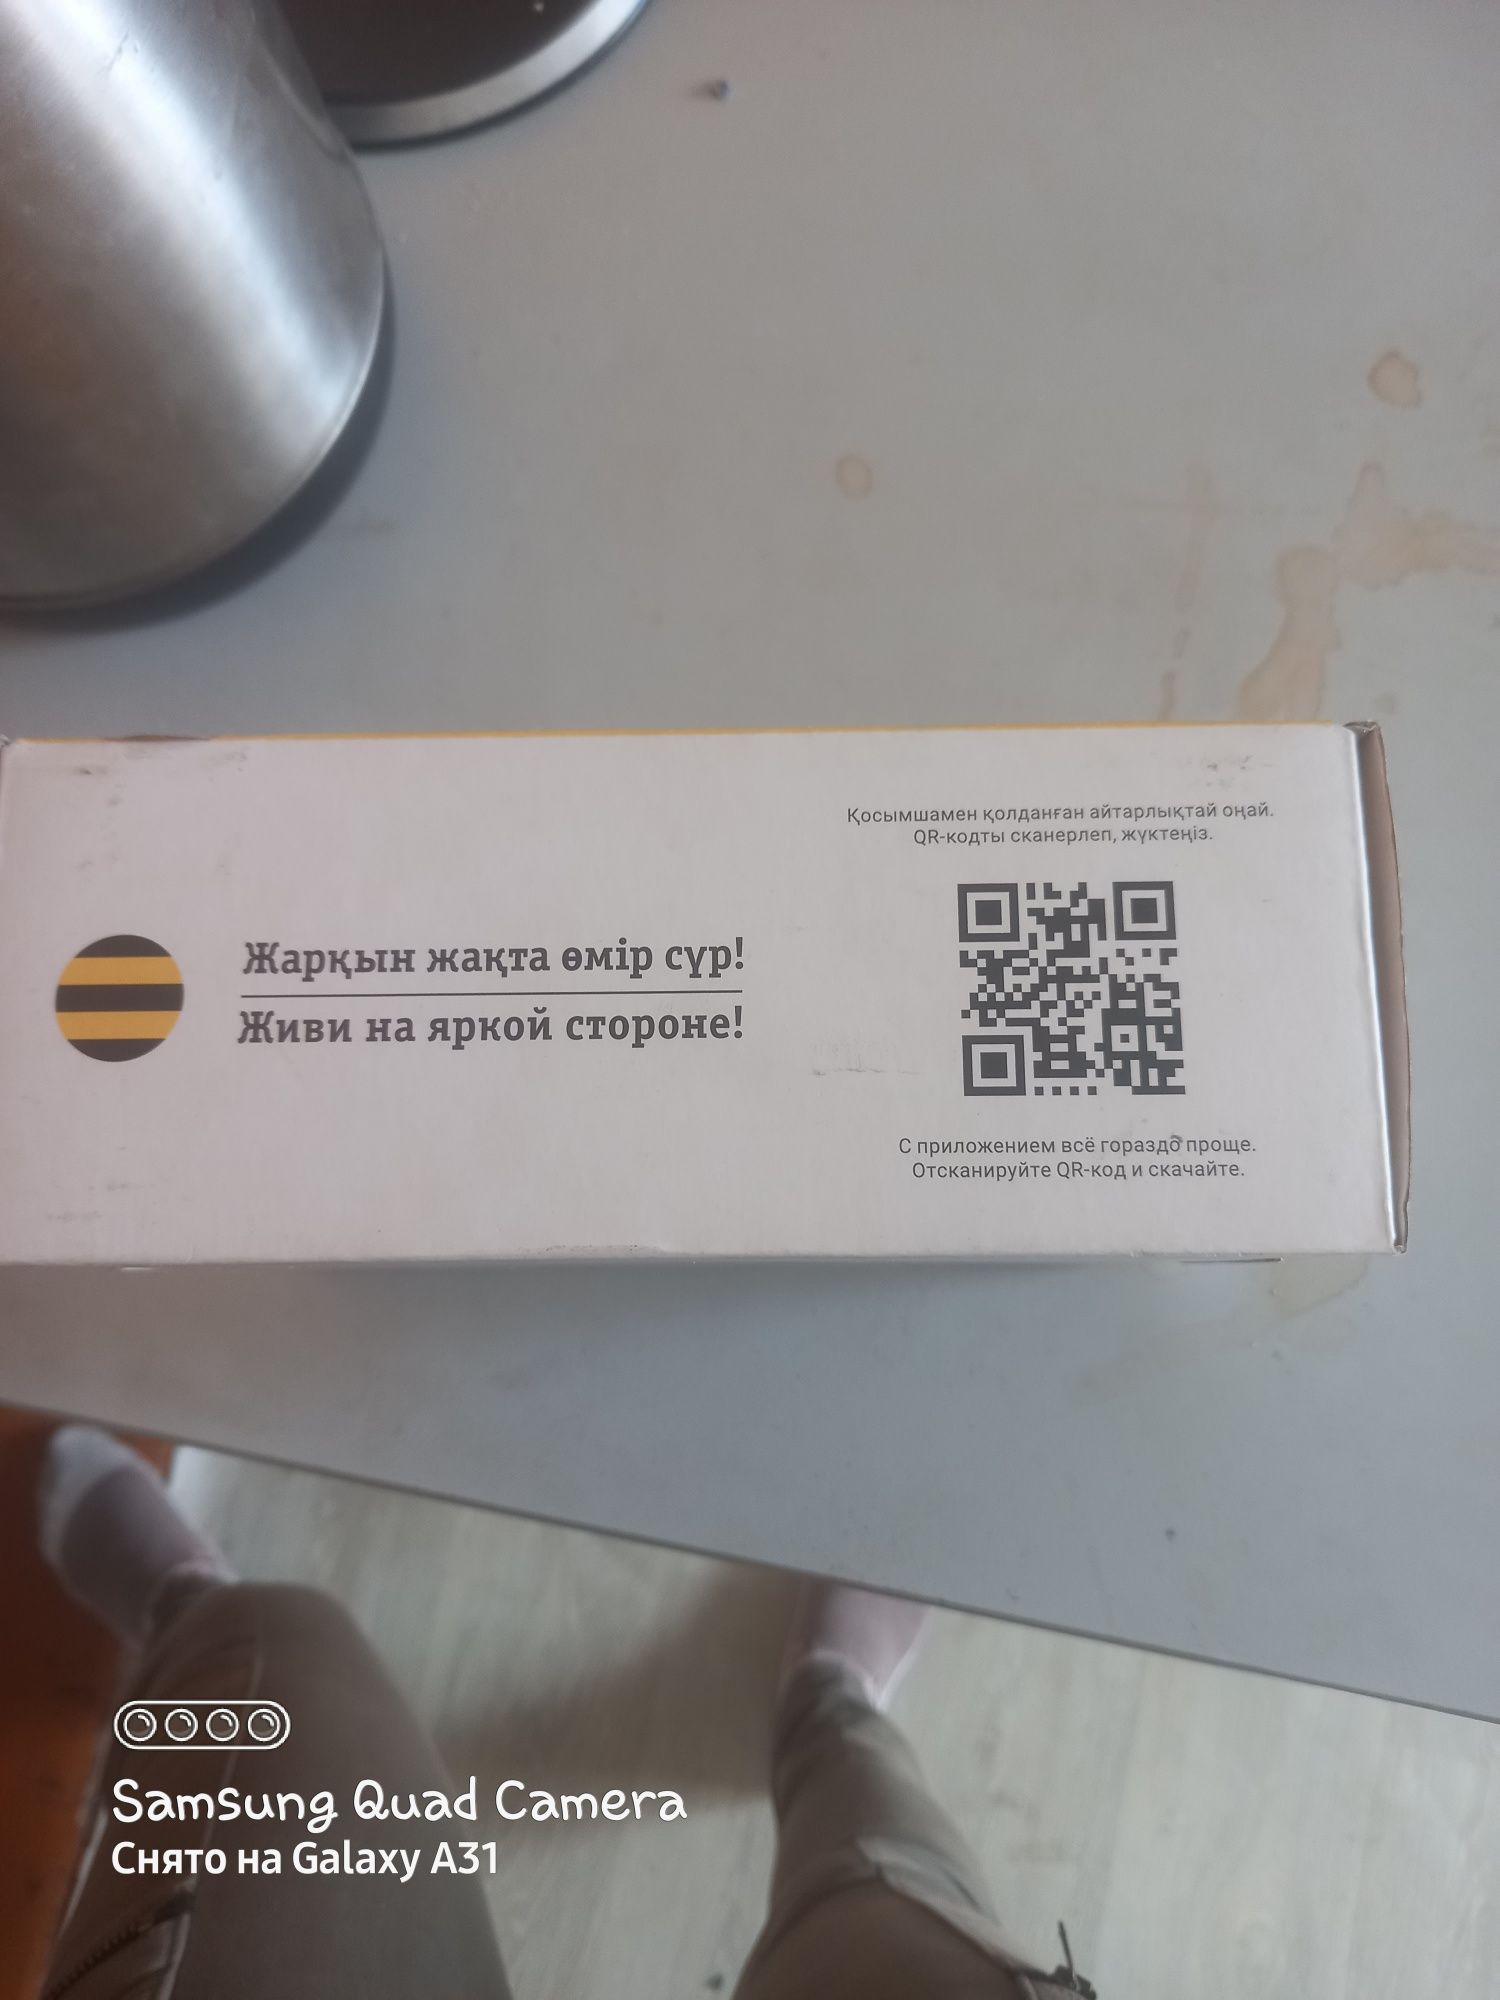 Қосымшамен қолданған айтарлықтай оңай.
QR-кодты сканерлеп, жүктеңіз.
Жарқын жақта өмір сүр!
Живи на яркой стороне!
С приложением всё гораздо проще.
Отсканируйте QR-код и скачайте.
Samsung Quad Camera
Снято на Galaxy A31